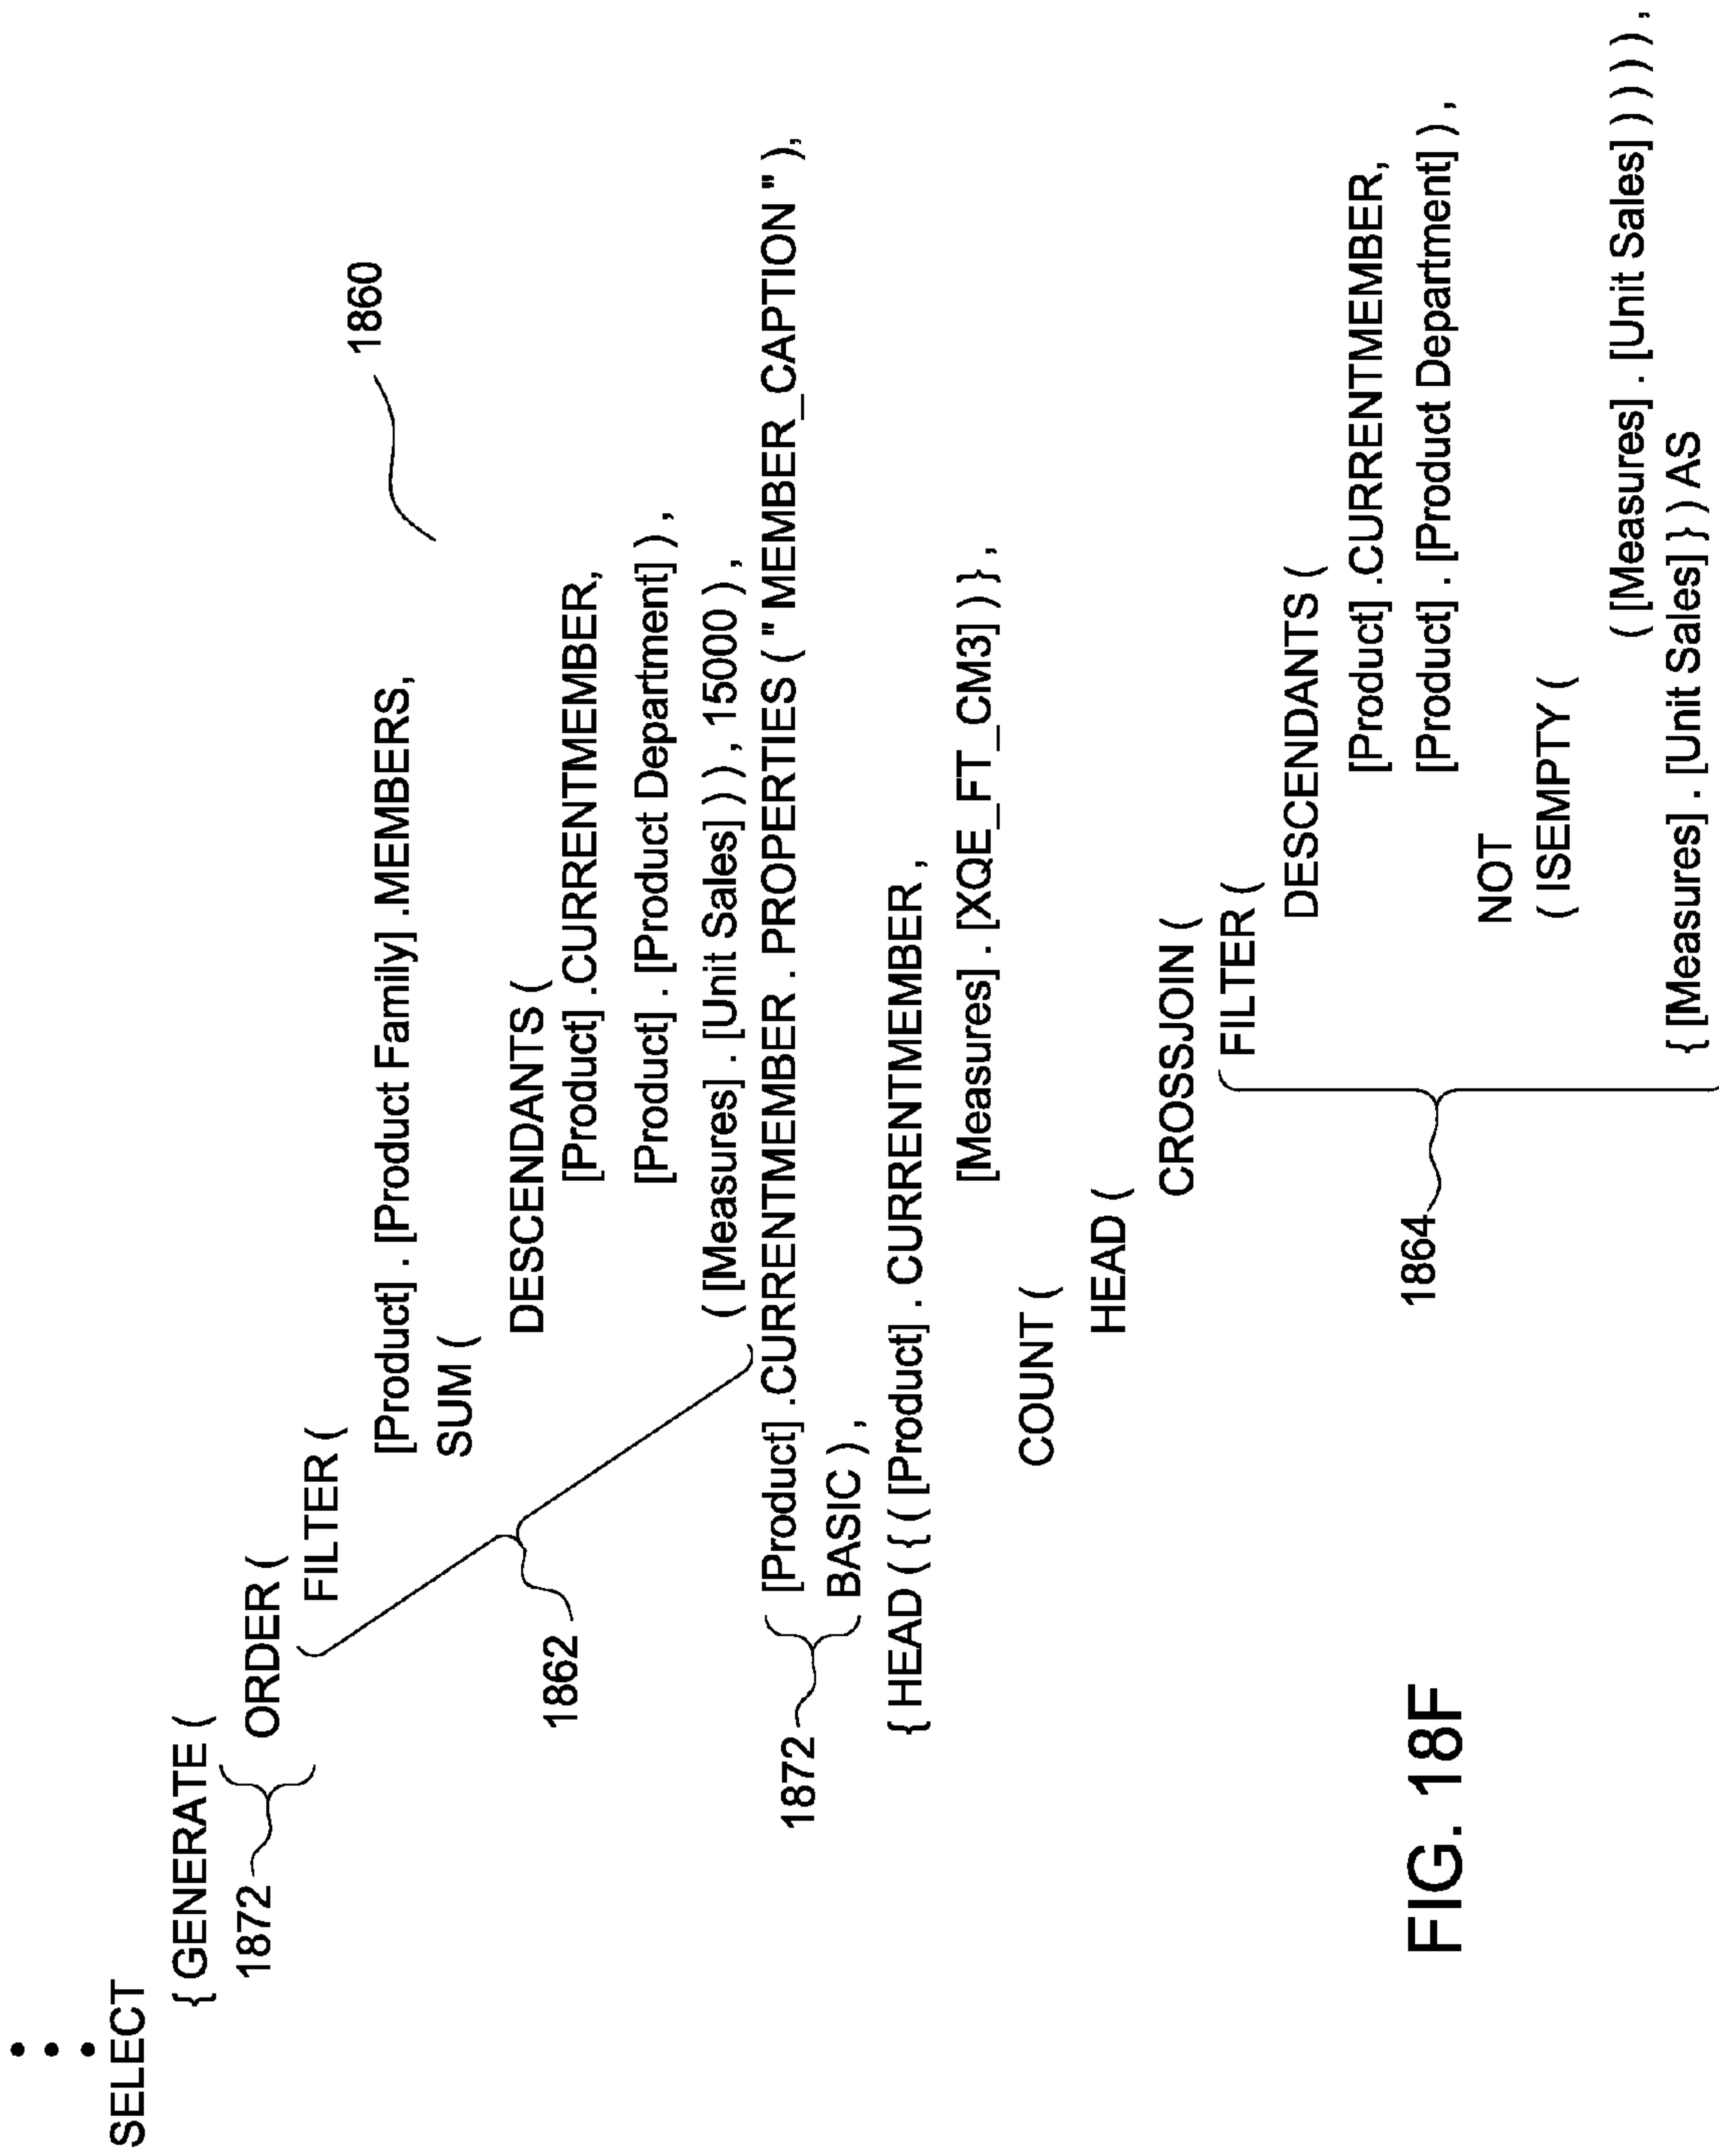 SELECT
{ GENERATE (
1872
ORDER (
FILTER (
[Product] . [Product Family] .MEMBERS,
1860
SUM (
DESCENDANTS (
1862
[Product] .CURRENTMEMBER,
[Product] . [Product Department] ) ,
( [Measures] . [Unit Sales] ) ) , 15000 ) ,
1872
[Product] .CURRENTMEMBER . PROPERTIES ( " MEMBER_CAPTION " ),
BASIC ) ,
{ HEAD ( { ( [Product] . CURRENTMEMBER ,
[Measures] . [XQE_FT_CM3] ) } ,
COUNT (
HEAD (
CROSSJOIN (
FILTER (
DESCENDANTS (
[Product] .CURRENTMEMBER,
1864
[Product] . [Product Department] ) ,
NOT
( ISEMPTY (
( [Measures] . [Unit Sales] ) ) ) ) ,
{ [Measures] . [Unit Sales] } ) AS
FIG. 18F